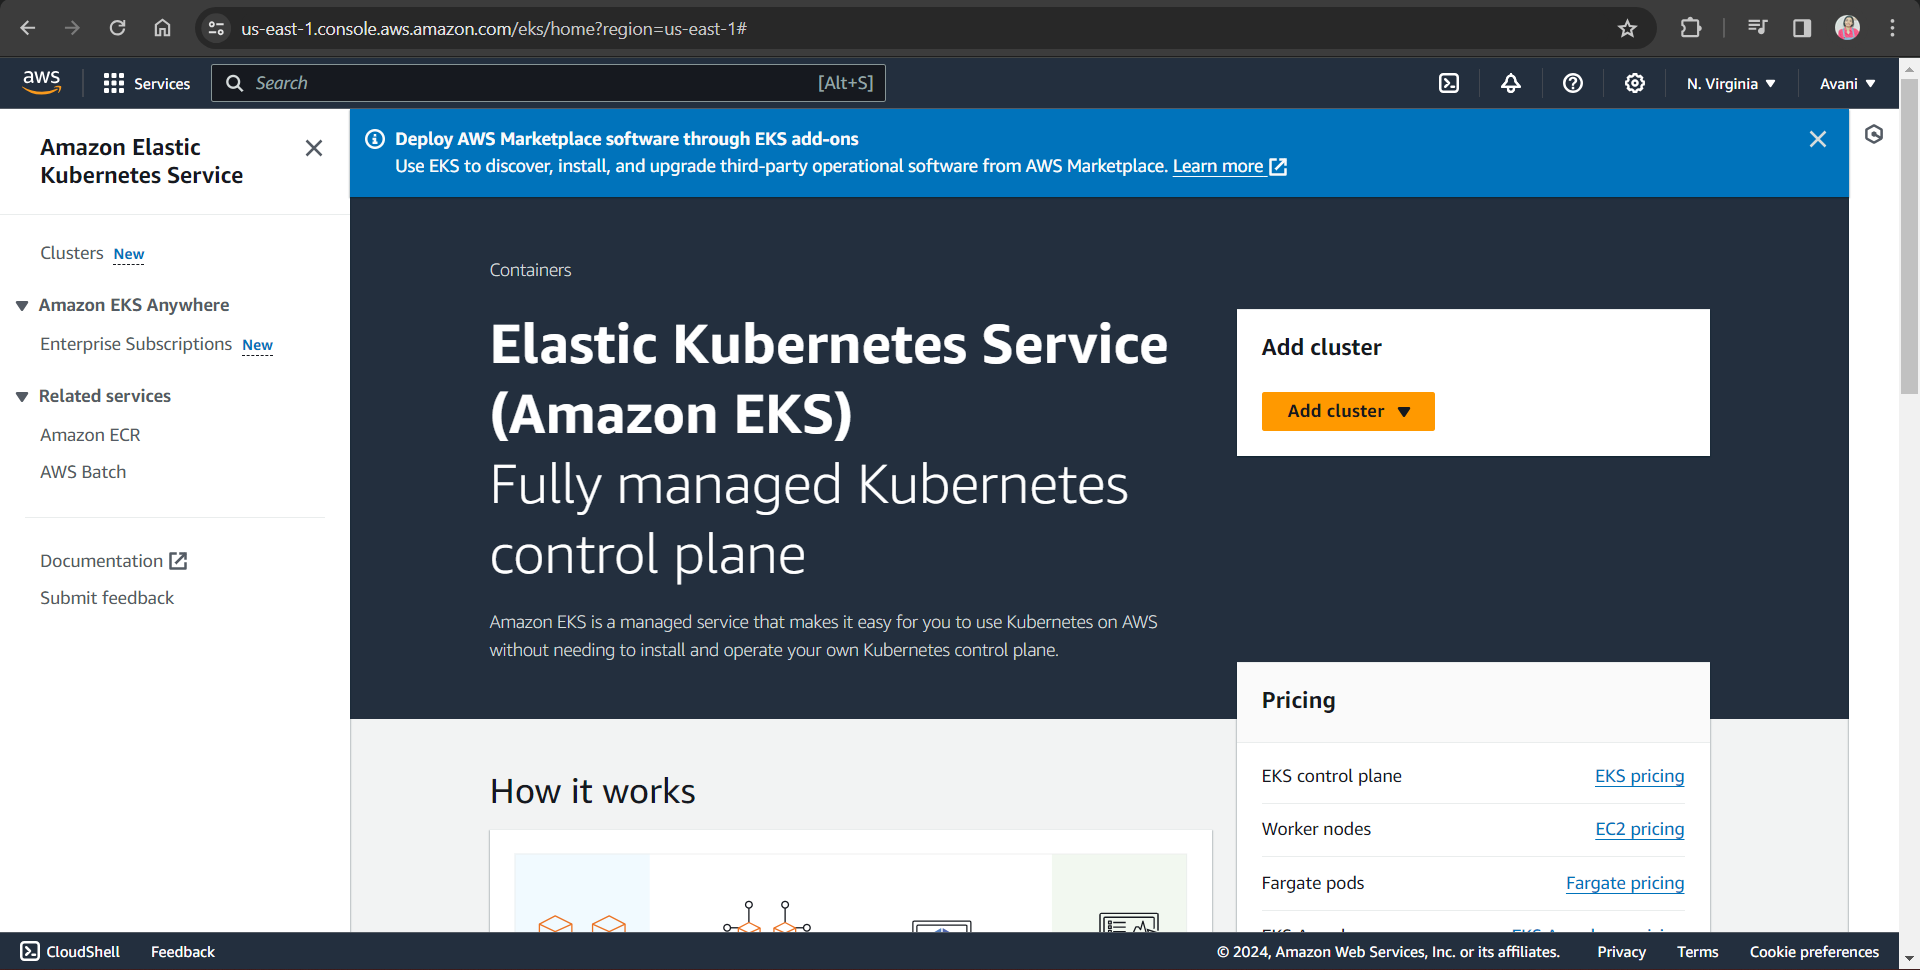 us-east-1.console.aws.amazon.com/eks/home?region=us-east-1#
aws
Services
Search
[Alt+S]
N. Virginia
Avani
Amazon Elastic
Kubernetes Service
Clusters New
Amazon EKS Anywhere
Enterprise Subscriptions New
Related services
Amazon ECR
AWS Batch
Documentation
Submit feedback
Deploy AWS Marketplace software through EKS add-ons
Use EKS to discover, install, and upgrade third-party operational software from AWS Marketplace. Learn more
Containers
Elastic Kubernetes Service
(Amazon EKS)
Fully managed Kubernetes
control plane
Amazon EKS is a managed service that makes it easy for you to use Kubernetes on AWS
without needing to install and operate your own Kubernetes control plane.
Add cluster
Add cluster
Pricing
EKS control plane EKS pricing
Worker nodes EC2 pricing
Fargate pods Fargate pricing
How it works
CloudShell
Feedback
© 2024, Amazon Web Services, Inc. or its affiliates.
Privacy
Terms
Cookie preferences